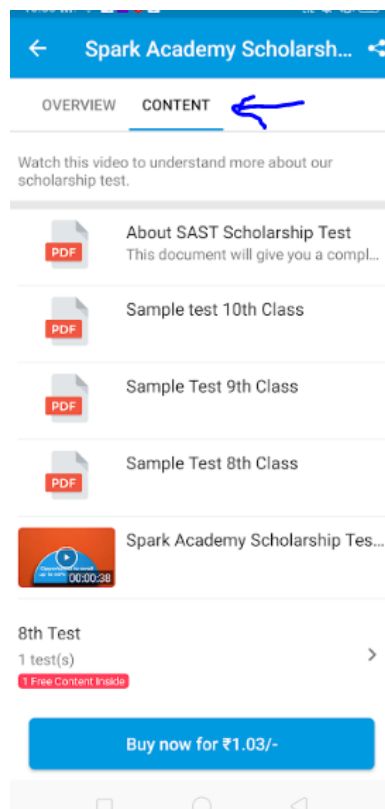 Spark Academy Scholarsh...
OVERVIEW CONTENT
Watch this video to understand more about our
scholarship test.
PDF
About SAST Scholarship Test
This document will give you a compl...
PDF
Sample test 10th Class
PDF
Sample Test 9th Class
PDF
Sample Test 8th Class
00:00:38
Spark Academy Scholarship Tes...
8th Test
1 test(s)
1 Free Content Inside
Buy now for ₹1.03/-